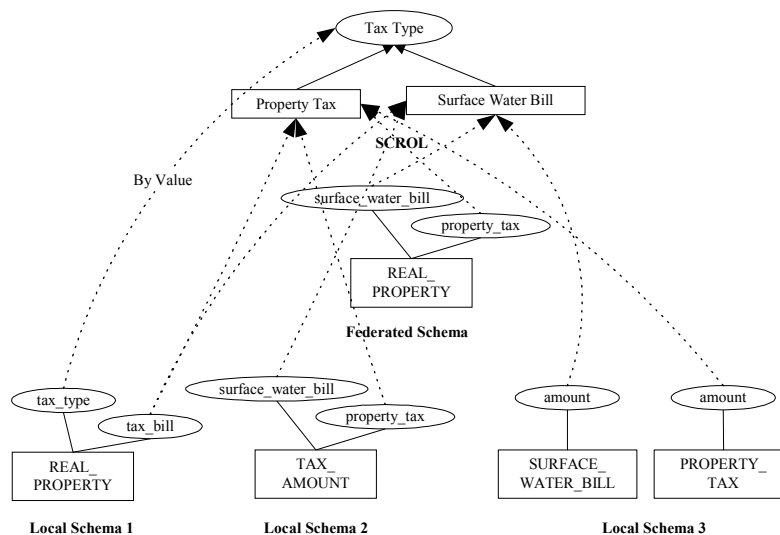 Tax Type
Property Tax
Surface Water Bill
SCROL
By Value
surface_water_bill
property_tax
REAL_
PROPERTY
Federated Schema
tax_type
tax_bill
REAL_
PROPERTY
Local Schema 1
surface_water_bill
property_tax
TAX_
AMOUNT
Local Schema 2
amount
amount
SURFACE_
WATER_BILL
PROPERTY_
TAX
Local Schema 3